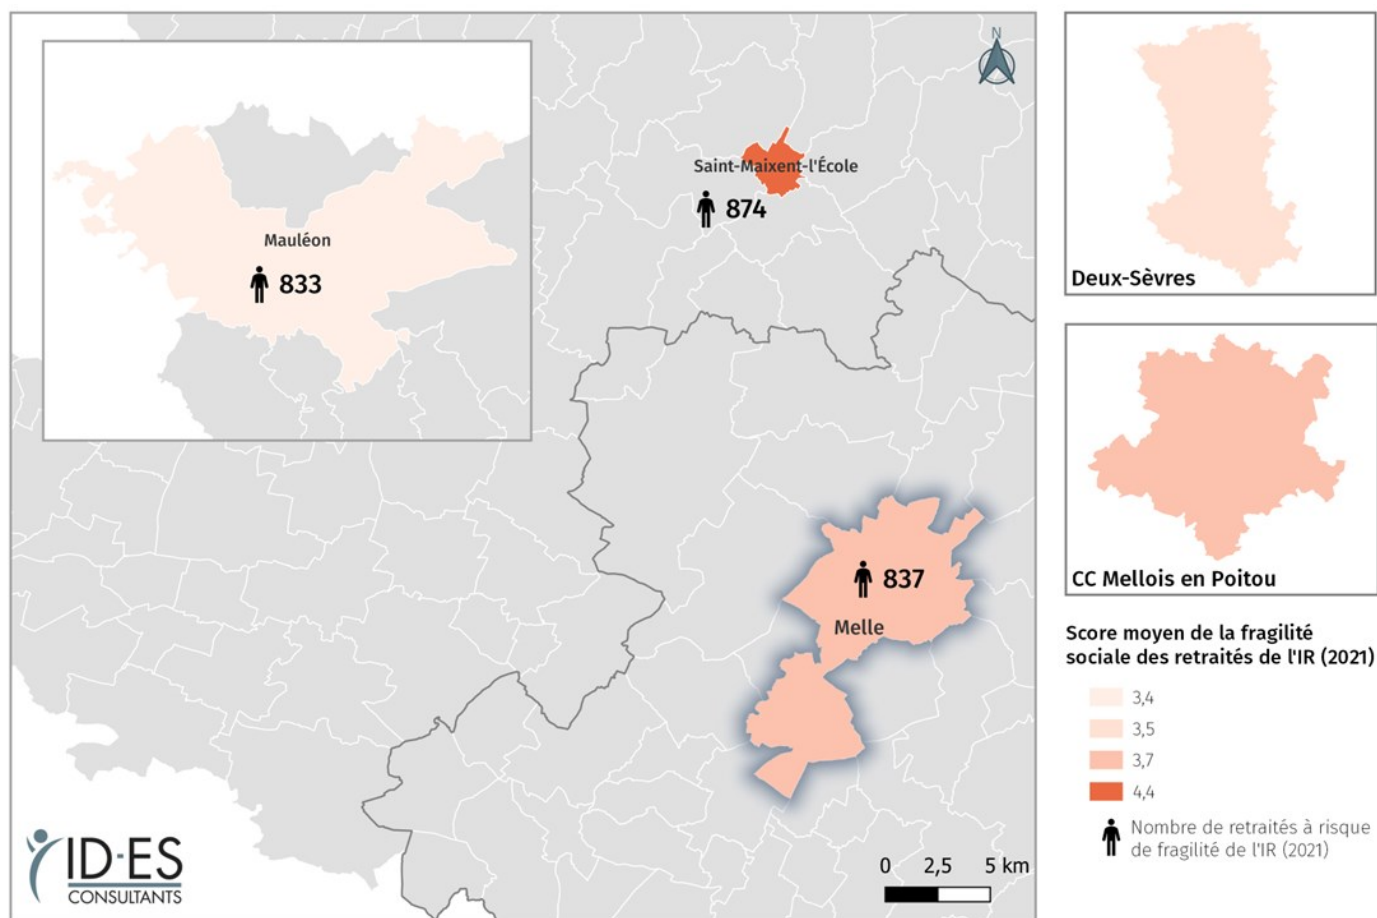 N
Saint-Maixent-l'École
874
Mauléon
833
837
Melle
ID-ES
CONSULTANTS
0 2,5 5 km
Deux-Sèvres
CC Mellois en Poitou
Score moyen de la fragilité
sociale des retraités de l'IR (2021)
3,4
3,5
3,7
4,4
Nombre de retraités à risque
de fragilité de l'IR (2021)